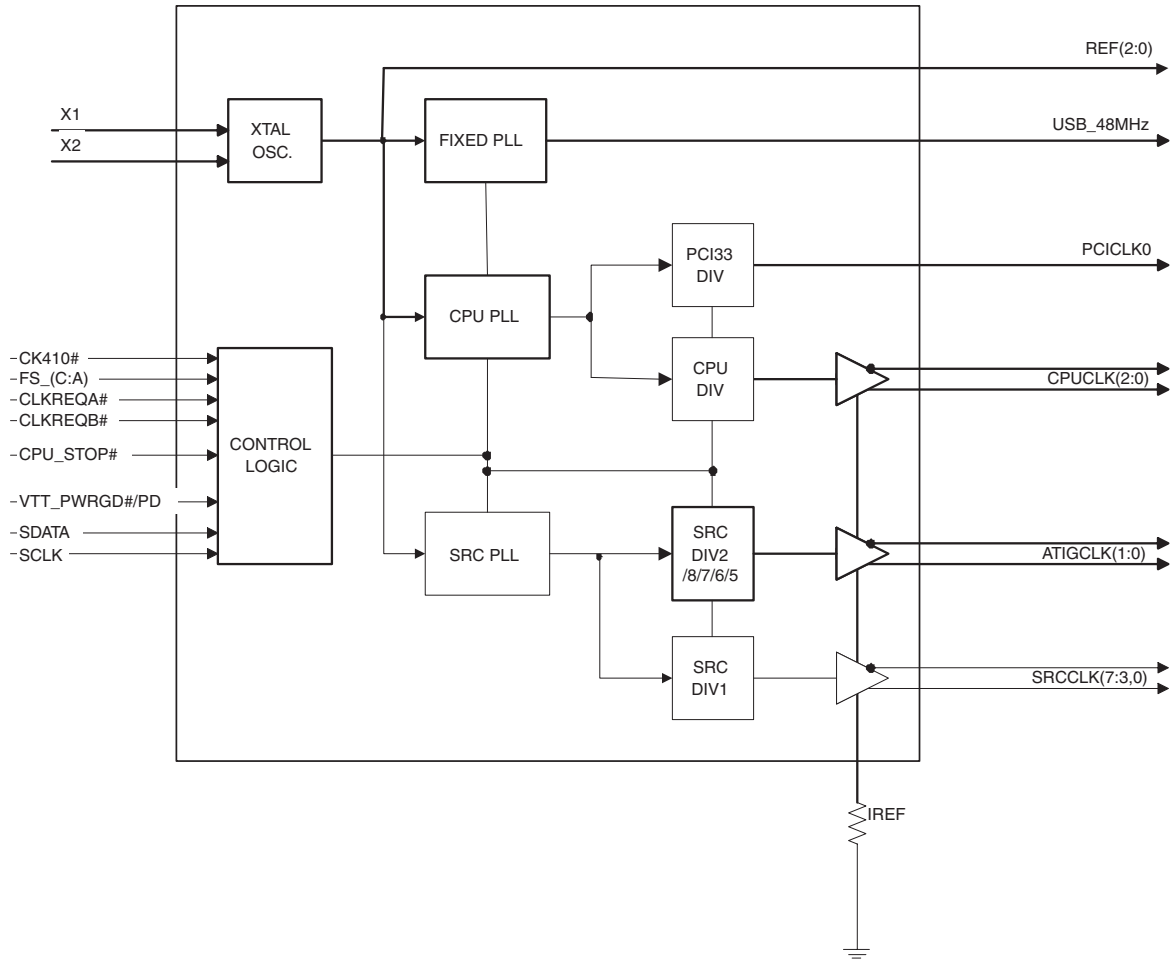 REF(2:0)
X1
X2
XTAL
OSC.
FIXED PLL
USB_48MHz
PCI33
DIV
PCICLK0
CPU PLL
CPU
DIV
CPUCLK(2:0)
CK410#
FS_(C:A)
CLKREQA#
CLKREQB#
CPU_STOP#
VTT_PWRGD#/PD
SDATA
SCLK
CONTROL
LOGIC
SRC PLL
SRC
DIV2
/8/7/6/5
ATIGCLK(1:0)
SRC
DIV1
SRCCLK(7:3,0)
IREF